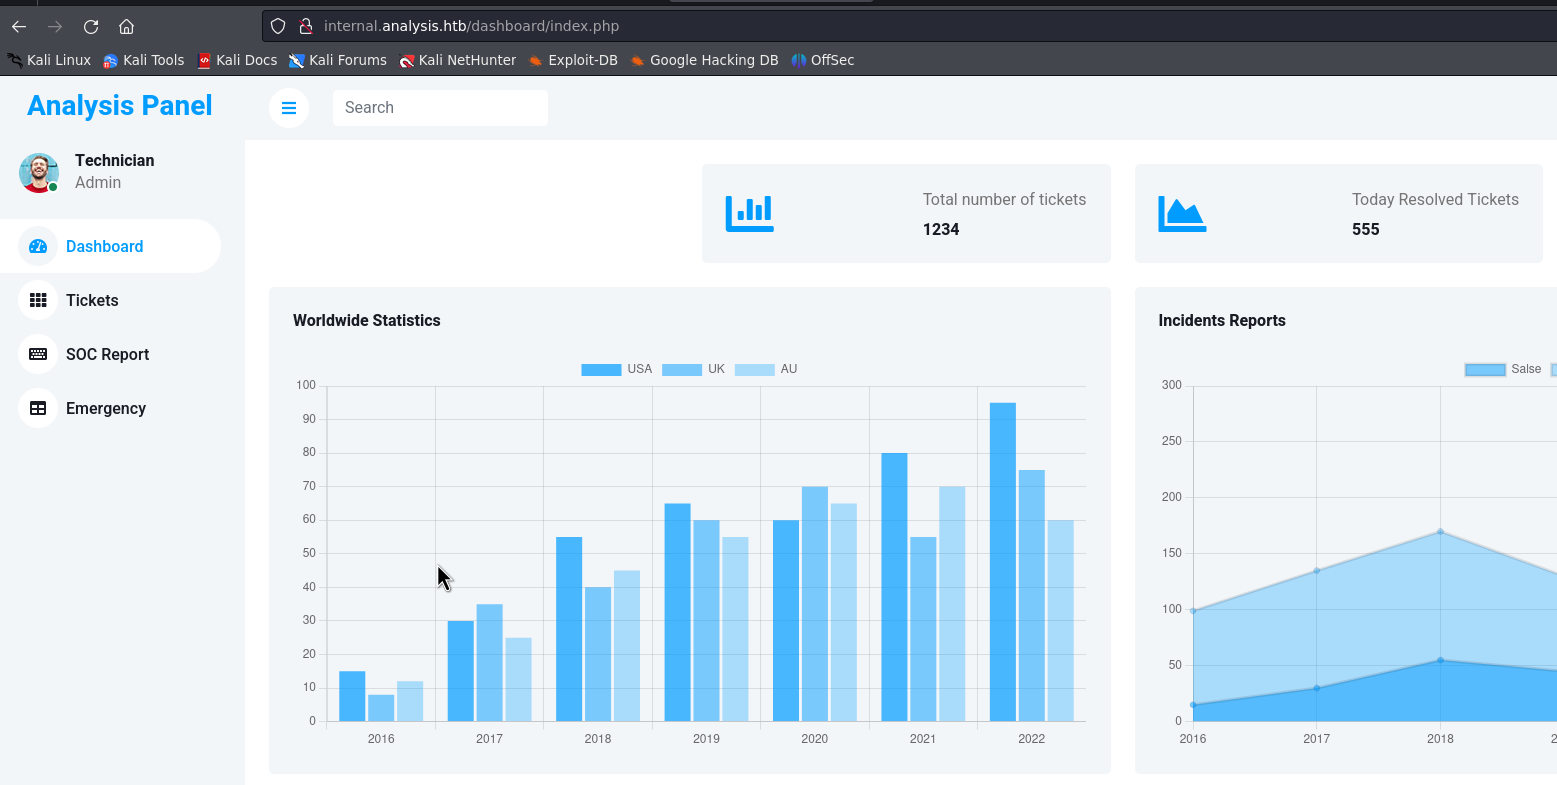 internal.analysis.htb/dashboard/index.php
Kali Linux Kali Tools Kali Docs Kali Forums Kali NetHunter Exploit-DB Google Hacking DB OffSec
Analysis Panel
Search
Technician
Admin
Dashboard
Tickets
SOC Report
Emergency
Total number of tickets
1234
Today Resolved Tickets
555
Worldwide Statistics
USA UK AU
100
90
80
70
60
50
40
30
20
10
0
2016 2017 2018 2019 2020 2021 2022
Incidents Reports
Salse
300
250
200
150
100
50
0
2016 2017 2018 2